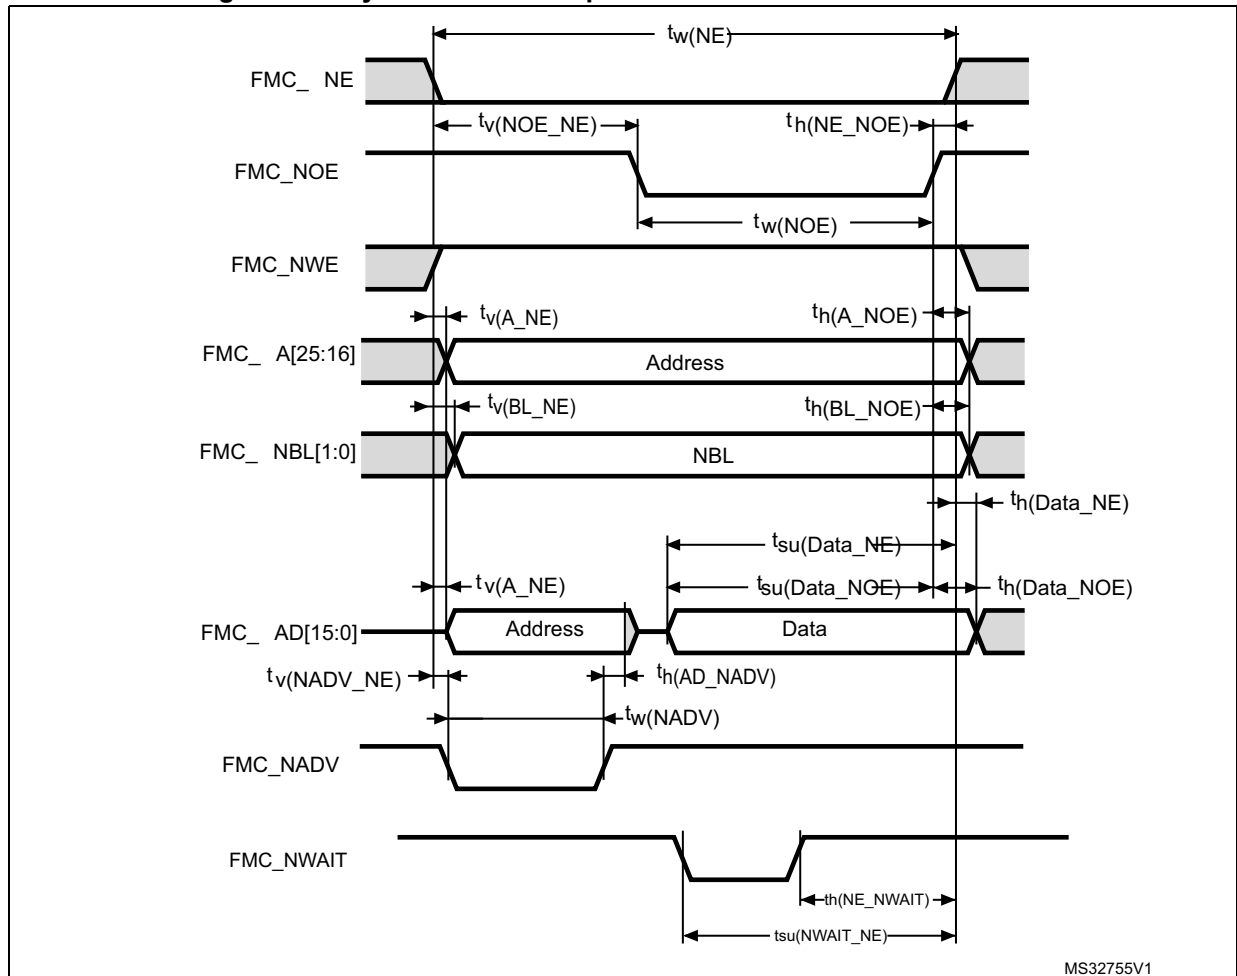 tw(NE)
FMC_ NE
tv(NOE_NE)
th(NE_NOE)
FMC_NOE
tw(NOE)
FMC_NWE
tv(A_NE)
th(A_NOE)
FMC_ A[25:16]
Address
tv(BL_NE)
th(BL_NOE)
FMC_ NBL[1:0]
NBL
th(Data_NE)
tsu(Data_NE)
tv(A_NE)
tsu(Data_NOE)
th(Data_NOE)
FMC_ AD[15:0]
Address
Data
tv(NADV_NE)
th(AD_NADV)
tw(NADV)
FMC_NADV
FMC_NWAIT
th(NE_NWAIT)
tsu(NWAIT_NE)
MS32755V1